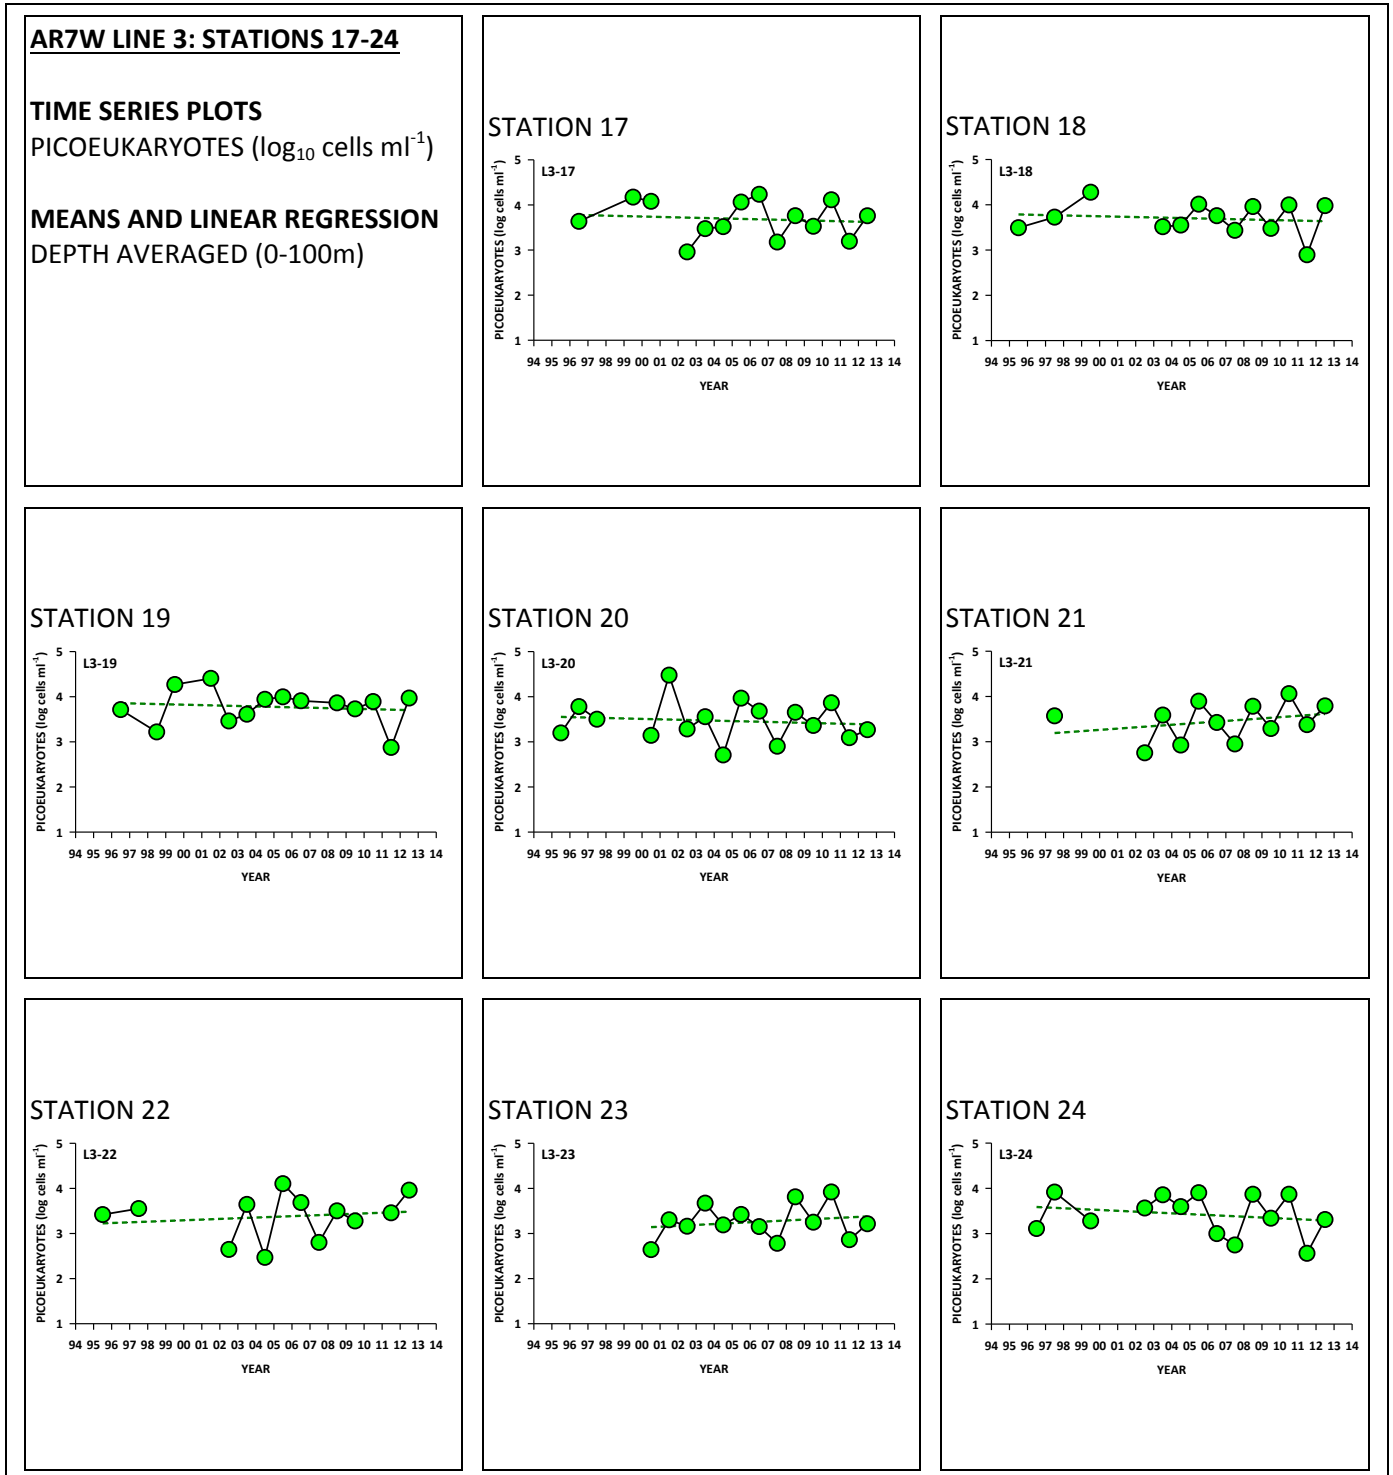 AR7W LINE 3: STATIONS 17-24
TIME SERIES PLOTS
PICOEUKARYOTES (log₁₀ cells ml⁻¹)
MEANS AND LINEAR REGRESSION
DEPTH AVERAGED (0-100m)
STATION 17
PICOEUKARYOTES (log cells ml⁻¹)
L3-17
5
4
3
2
1
94 95 96 97 98 99 00 01 02 03 04 05 06 07 08 09 10 11 12 13 14
YEAR
STATION 18
PICOEUKARYOTES (log cells ml⁻¹)
L3-18
5
4
3
2
1
94 95 96 97 98 99 00 01 02 03 04 05 06 07 08 09 10 11 12 13 14
YEAR
STATION 19
PICOEUKARYOTES (log cells ml⁻¹)
L3-19
5
4
3
2
1
94 95 96 97 98 99 00 01 02 03 04 05 06 07 08 09 10 11 12 13 14
YEAR
STATION 20
PICOEUKARYOTES (log cells ml⁻¹)
L3-20
5
4
3
2
1
94 95 96 97 98 99 00 01 02 03 04 05 06 07 08 09 10 11 12 13 14
YEAR
STATION 21
PICOEUKARYOTES (log cells ml⁻¹)
L3-21
5
4
3
2
1
94 95 96 97 98 99 00 01 02 03 04 05 06 07 08 09 10 11 12 13 14
YEAR
STATION 22
PICOEUKARYOTES (log cells ml⁻¹)
L3-22
5
4
3
2
1
94 95 96 97 98 99 00 01 02 03 04 05 06 07 08 09 10 11 12 13 14
YEAR
STATION 23
PICOEUKARYOTES (log cells ml⁻¹)
L3-23
5
4
3
2
1
94 95 96 97 98 99 00 01 02 03 04 05 06 07 08 09 10 11 12 13 14
YEAR
STATION 24
PICOEUKARYOTES (log cells ml⁻¹)
L3-24
5
4
3
2
1
94 95 96 97 98 99 00 01 02 03 04 05 06 07 08 09 10 11 12 13 14
YEAR